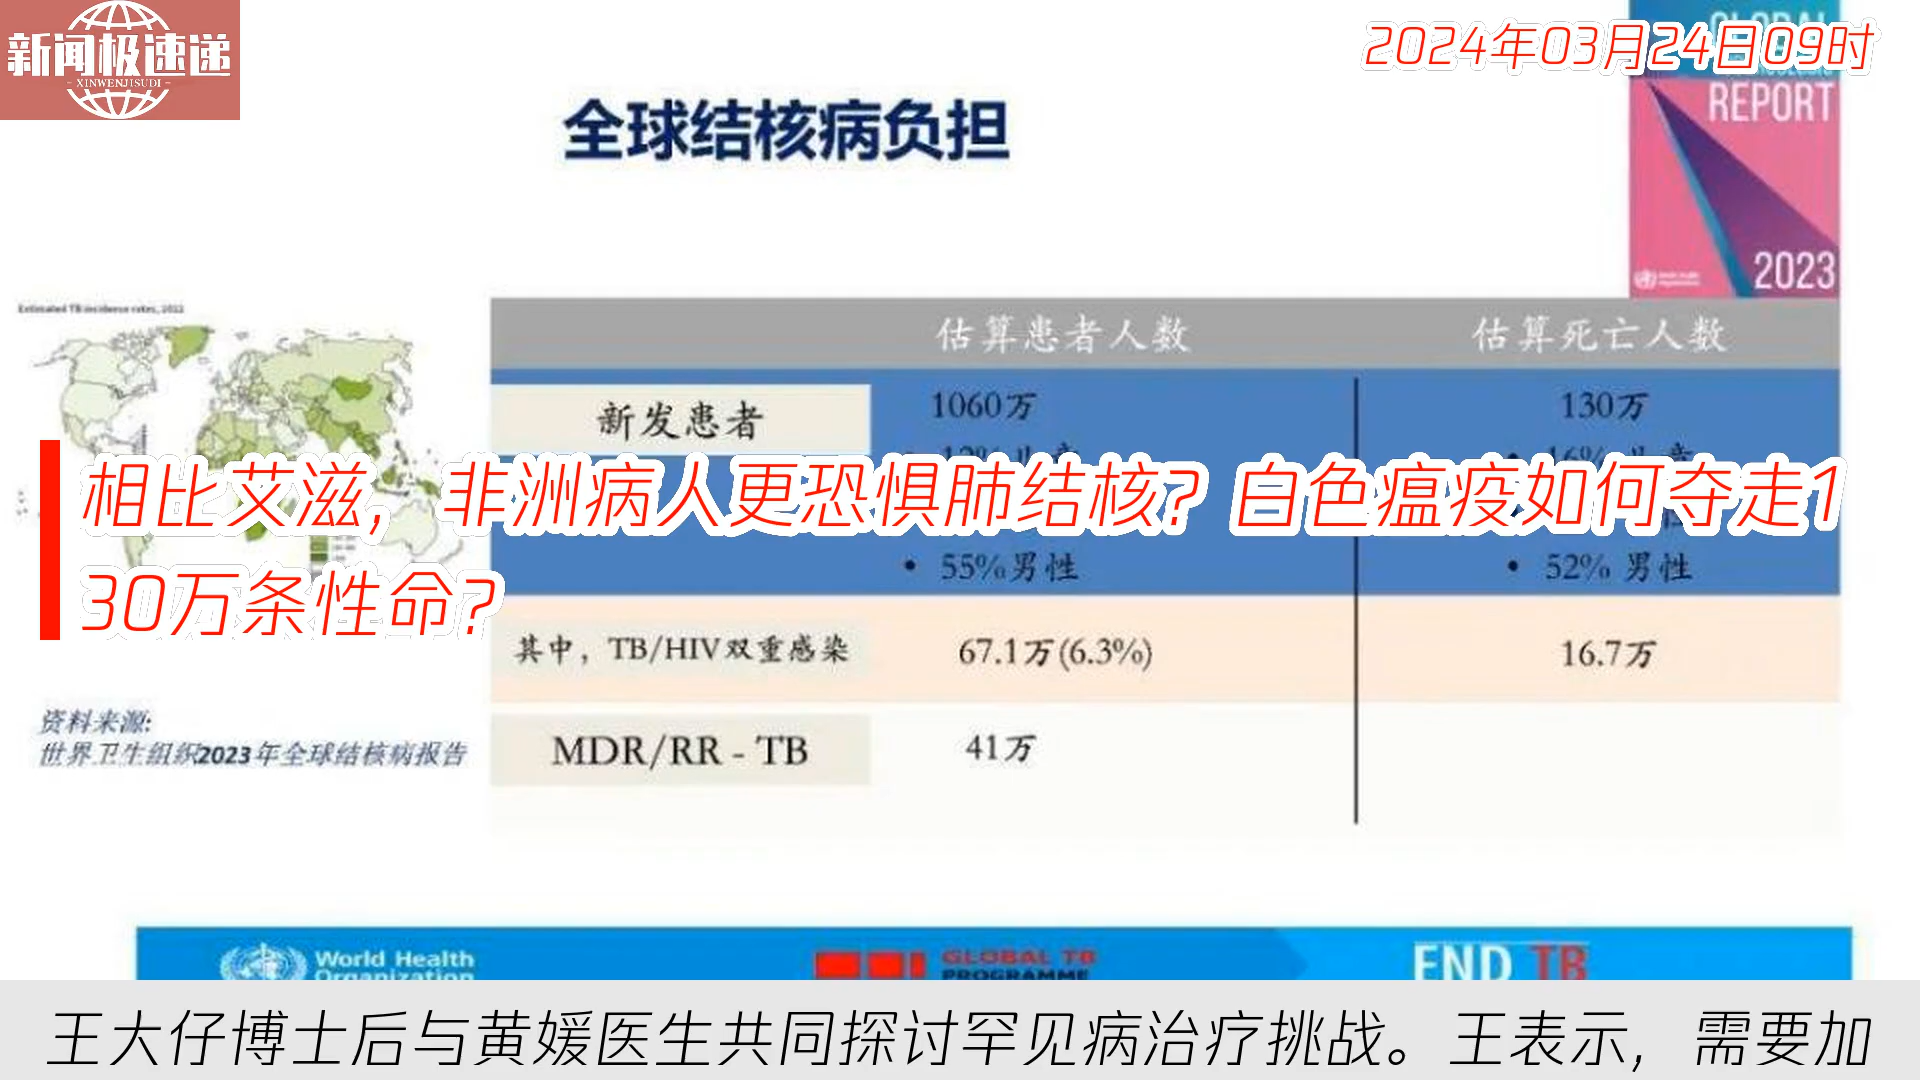 新闻极速递
XINWENJISUDI
2024年03月24日09时
GLOBAL
REPORT
2023
全球结核病负担
Estimated TB incidence rates, 2022
估算患者人数
估算死亡人数
新发患者
1060万
130万
相比艾滋，非洲病人更恐惧肺结核？白色瘟疫如何夺走1
30万条性命？
• 55%男性
• 52% 男性
其中，TB/HIV双重感染
67.1万(6.3%)
16.7万
资料来源:
世界卫生组织2023年全球结核病报告
MDR/RR - TB
41万
World Health
Organization
GLOBAL TB
PROGRAMME
END TB
王大仔博士后与黄媛医生共同探讨罕见病治疗挑战。王表示，需要加